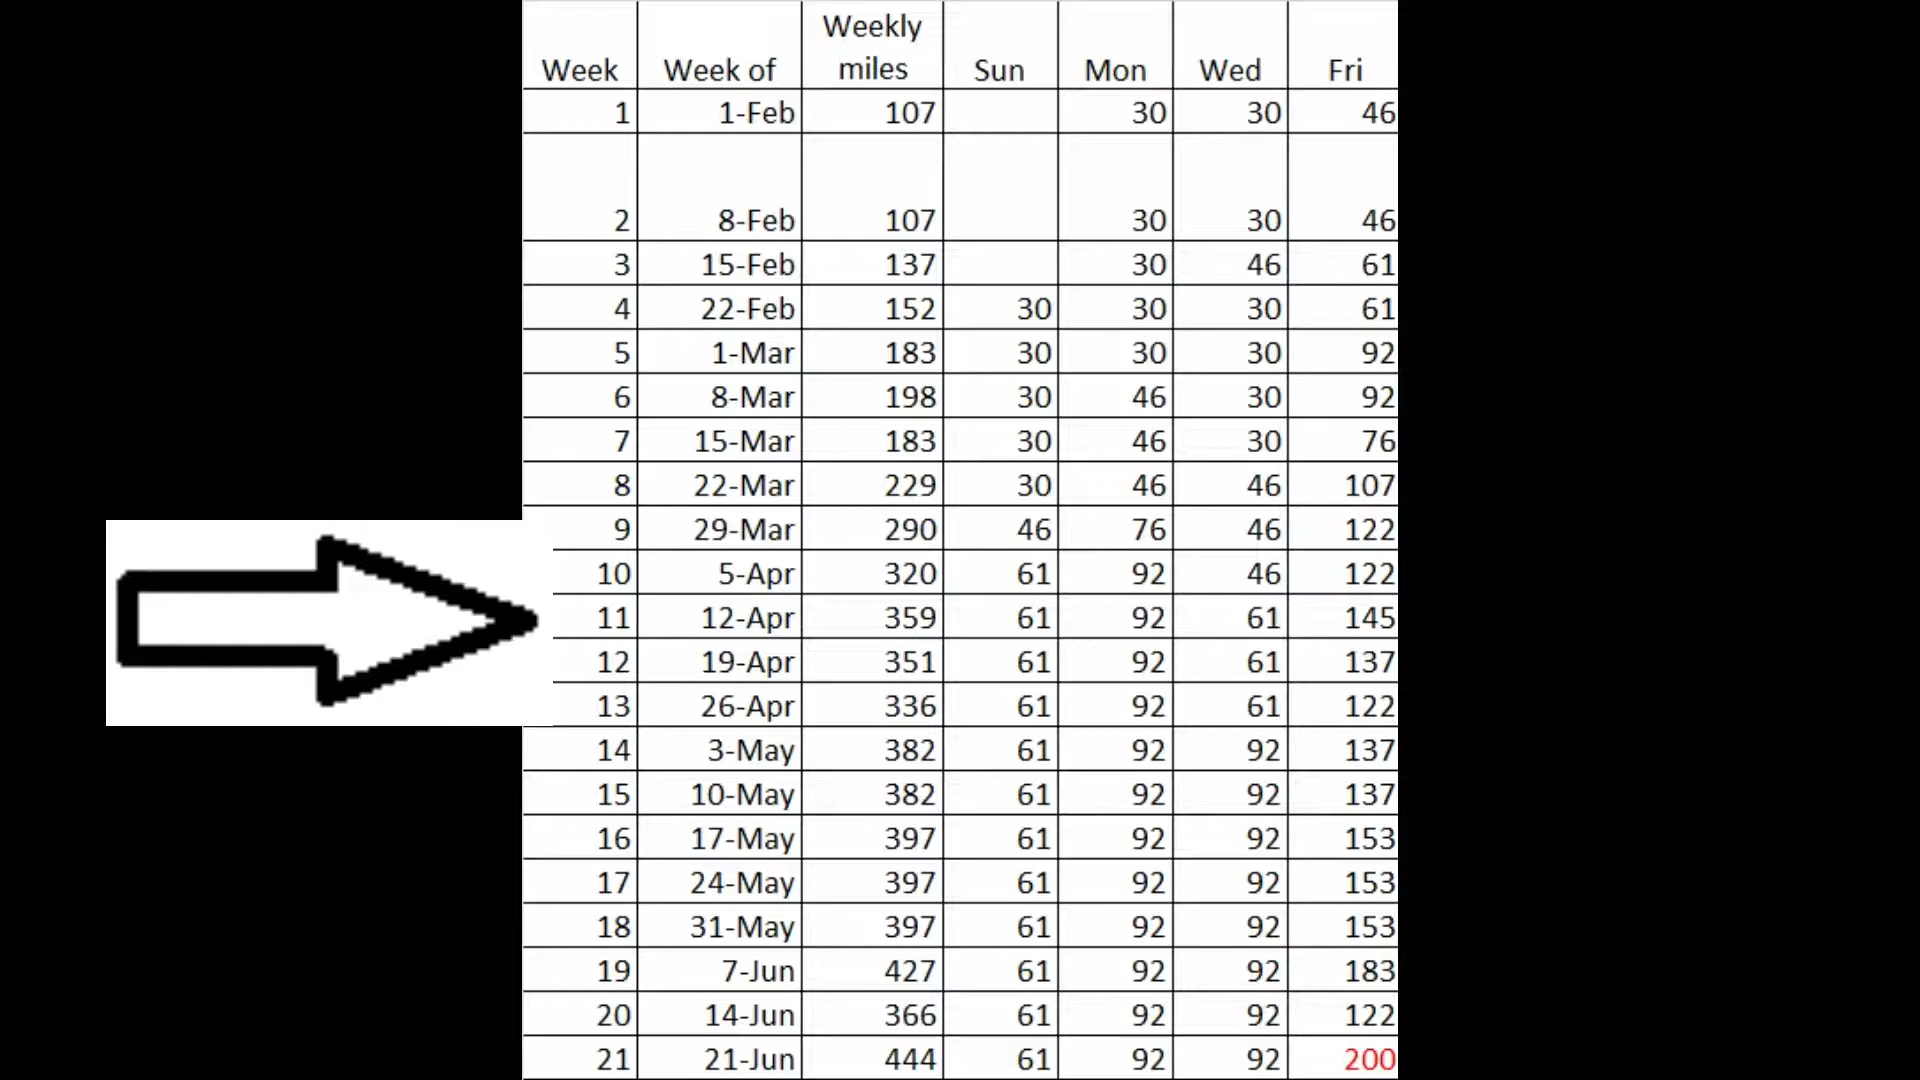 Week Week of Weekly miles Sun Mon Wed Fri
1 1-Feb 107 30 30 46
2 8-Feb 107 30 30 46
3 15-Feb 137 30 46 61
4 22-Feb 152 30 30 30 61
5 1-Mar 183 30 30 30 92
6 8-Mar 198 30 46 30 92
7 15-Mar 183 30 46 30 76
8 22-Mar 229 30 46 46 107
9 29-Mar 290 46 76 46 122
10 5-Apr 320 61 92 46 122
11 12-Apr 359 61 92 61 145
12 19-Apr 351 61 92 61 137
13 26-Apr 336 61 92 61 122
14 3-May 382 61 92 92 137
15 10-May 382 61 92 92 137
16 17-May 397 61 92 92 153
17 24-May 397 61 92 92 153
18 31-May 397 61 92 92 153
19 7-Jun 427 61 92 92 183
20 14-Jun 366 61 92 92 122
21 21-Jun 444 61 92 92 200